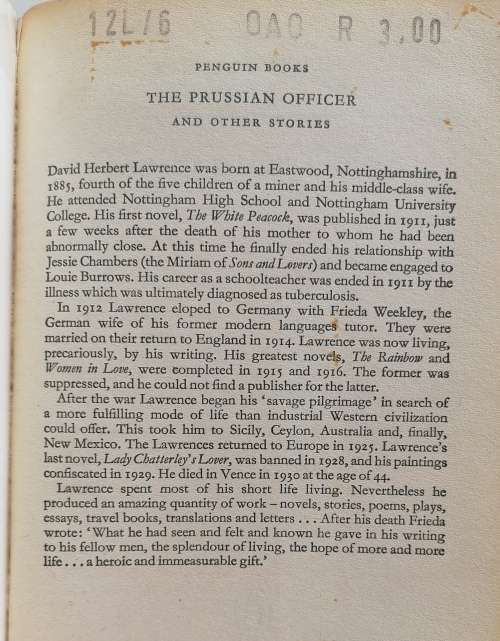 12L/6 OAO R 3.00
PENGUIN BOOKS
THE PRUSSIAN OFFICER
AND OTHER STORIES
David Herbert Lawrence was born at Eastwood, Nottinghamshire, in
1885, fourth of the five children of a miner and his middle-class wife.
He attended Nottingham High School and Nottingham University
College. His first novel, The White Peacock, was published in 1911, just
a few weeks after the death of his mother to whom he had been
abnormally close. At this time he finally ended his relationship with
Jessie Chambers (the Miriam of Sons and Lovers) and became engaged to
Louie Burrows. His career as a schoolteacher was ended in 1911 by the
illness which was ultimately diagnosed as tuberculosis.
In 1912 Lawrence eloped to Germany with Frieda Weekley, the
German wife of his former modern languages tutor. They were
married on their return to England in 1914. Lawrence was now living,
precariously, by his writing. His greatest novels, The Rainbow and
Women in Love, were completed in 1915 and 1916. The former was
suppressed, and he could not find a publisher for the latter.
After the war Lawrence began his ‘savage pilgrimage’ in search of
a more fulfilling mode of life than industrial Western civilization
could offer. This took him to Sicily, Ceylon, Australia and, finally,
New Mexico. The Lawrences returned to Europe in 1925. Lawrence's
last novel, Lady Chatterley's Lover, was banned in 1928, and his paintings
confiscated in 1929. He died in Vence in 1930 at the age of 44.
Lawrence spent most of his short life living. Nevertheless he
produced an amazing quantity of work – novels, stories, poems, plays,
essays, travel books, translations and letters . . . After his death Frieda
wrote: ‘What he had seen and felt and known he gave in his writing
to his fellow men, the splendour of living, the hope of more and more
life . . . a heroic and immeasurable gift.’